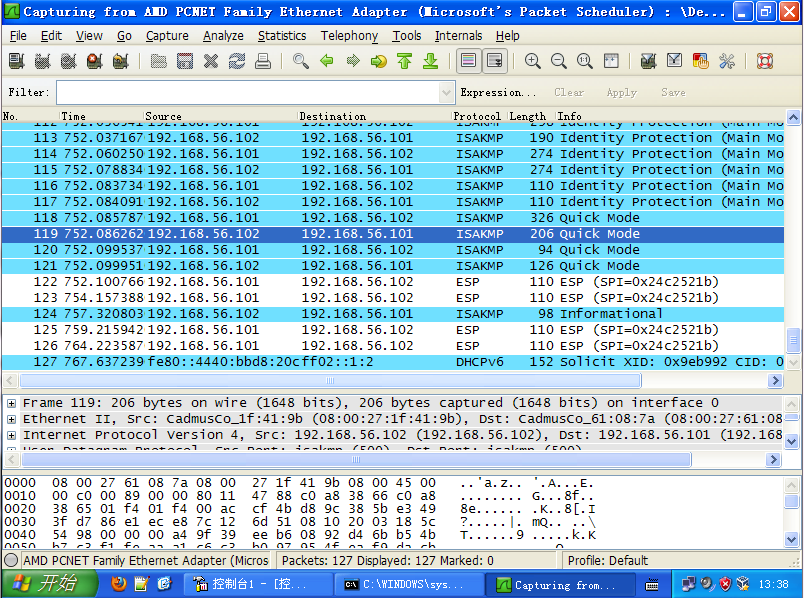 Capturing from AMD PCNET Family Ethernet Adapter (Microsoft's Packet Scheduler) : \De...
File Edit View Go Capture Analyze Statistics Telephony Tools Internals Help
Filter: Expression... Clear Apply Save
No. Time Source Destination Protocol Length Info
113 752.037167 192.168.56.102 192.168.56.101 ISAKMP 190 Identity Protection (Main Mo
114 752.060250 192.168.56.101 192.168.56.102 ISAKMP 274 Identity Protection (Main Mo
115 752.078834 192.168.56.102 192.168.56.101 ISAKMP 274 Identity Protection (Main Mo
116 752.083734 192.168.56.101 192.168.56.102 ISAKMP 110 Identity Protection (Main Mo
117 752.084091 192.168.56.102 192.168.56.101 ISAKMP 110 Identity Protection (Main Mo
118 752.085787 192.168.56.101 192.168.56.102 ISAKMP 326 Quick Mode
119 752.086262 192.168.56.102 192.168.56.101 ISAKMP 206 Quick Mode
120 752.099537 192.168.56.101 192.168.56.102 ISAKMP 94 Quick Mode
121 752.099951 192.168.56.102 192.168.56.101 ISAKMP 126 Quick Mode
122 752.100766 192.168.56.101 192.168.56.102 ESP 110 ESP (SPI=0x24c2521b)
123 754.157388 192.168.56.101 192.168.56.102 ESP 110 ESP (SPI=0x24c2521b)
124 757.320803 192.168.56.102 192.168.56.101 ISAKMP 98 Informational
125 759.215942 192.168.56.101 192.168.56.102 ESP 110 ESP (SPI=0x24c2521b)
126 764.223587 192.168.56.101 192.168.56.102 ESP 110 ESP (SPI=0x24c2521b)
127 767.637239 fe80::4440:bbd8:20c ff02::1:2 DHCPv6 152 Solicit XID: 0x9eb992 CID: 0
Frame 119: 206 bytes on wire (1648 bits), 206 bytes captured (1648 bits) on interface 0
Ethernet II, Src: CadmusCo_1f:41:9b (08:00:27:1f:41:9b), Dst: CadmusCo_61:08:7a (08:00:27:61:08
Internet Protocol Version 4, Src: 192.168.56.102 (192.168.56.102), Dst: 192.168.56.101 (192.168
User Datagram Protocol, Src Port: isakmp (500), Dst Port: isakmp (500)
0000 08 00 27 61 08 7a 08 00 27 1f 41 9b 08 00 45 00 ..'a.z.. '.A...E.
0010 00 c0 00 89 00 00 80 11 47 88 c0 a8 38 66 c0 a8 ........ G...8f..
0020 38 65 01 f4 01 f4 00 ac cf 4b d8 9c 38 5b e3 49 8e...... .K..8[.I
0030 3f d7 86 e1 ec e8 7c 12 6d 51 08 10 20 03 18 5c ?.....|. mQ.. ..\
0040 54 98 00 00 00 a4 9f 39 ee b6 08 92 d4 6b b5 4b T......9 .....k.K
AMD PCNET Family Ethernet Adapter (Micros Packets: 127 Displayed: 127 Marked: 0 Profile: Default
开始 控制台1 - [控... C:\WINDOWS\sys... Capturing from... 13:38